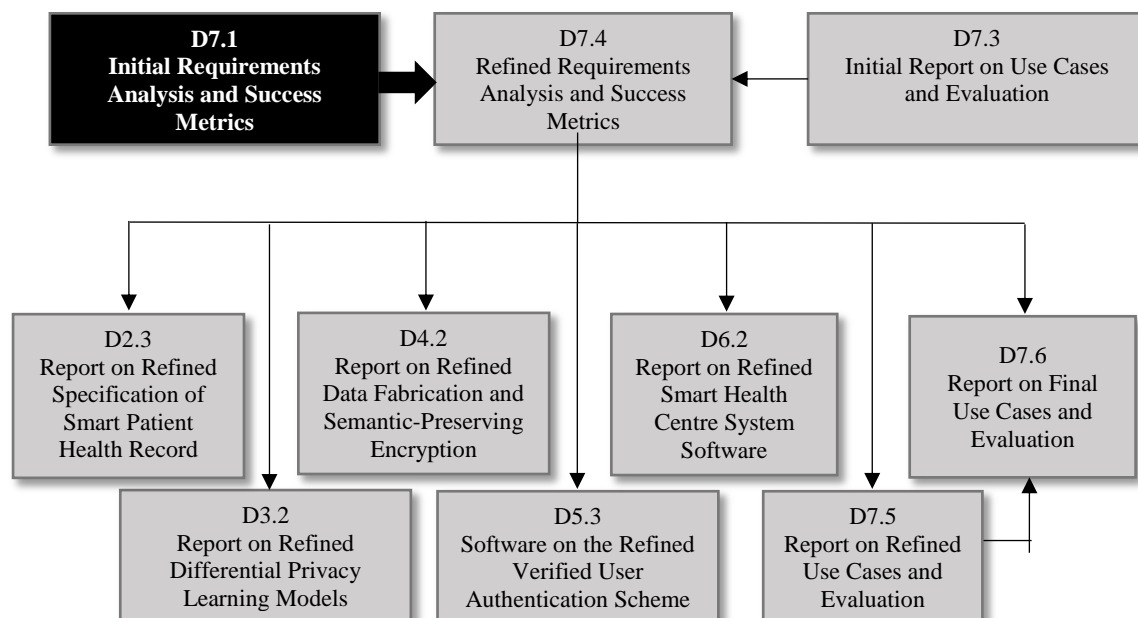 D7.1
Initial Requirements
Analysis and Success
Metrics
D7.4
Refined Requirements
Analysis and Success
Metrics
D7.3
Initial Report on Use Cases
and Evaluation
D2.3
Report on Refined
Specification of
Smart Patient
Health Record
D4.2
Report on Refined
Data Fabrication and
Semantic-Preserving
Encryption
D6.2
Report on Refined
Smart Health
Centre System
Software
D7.6
Report on Final
Use Cases and
Evaluation
D3.2
Report on Refined
Differential Privacy
Learning Models
D5.3
Software on the Refined
Verified User
Authentication Scheme
D7.5
Report on Refined
Use Cases and
Evaluation